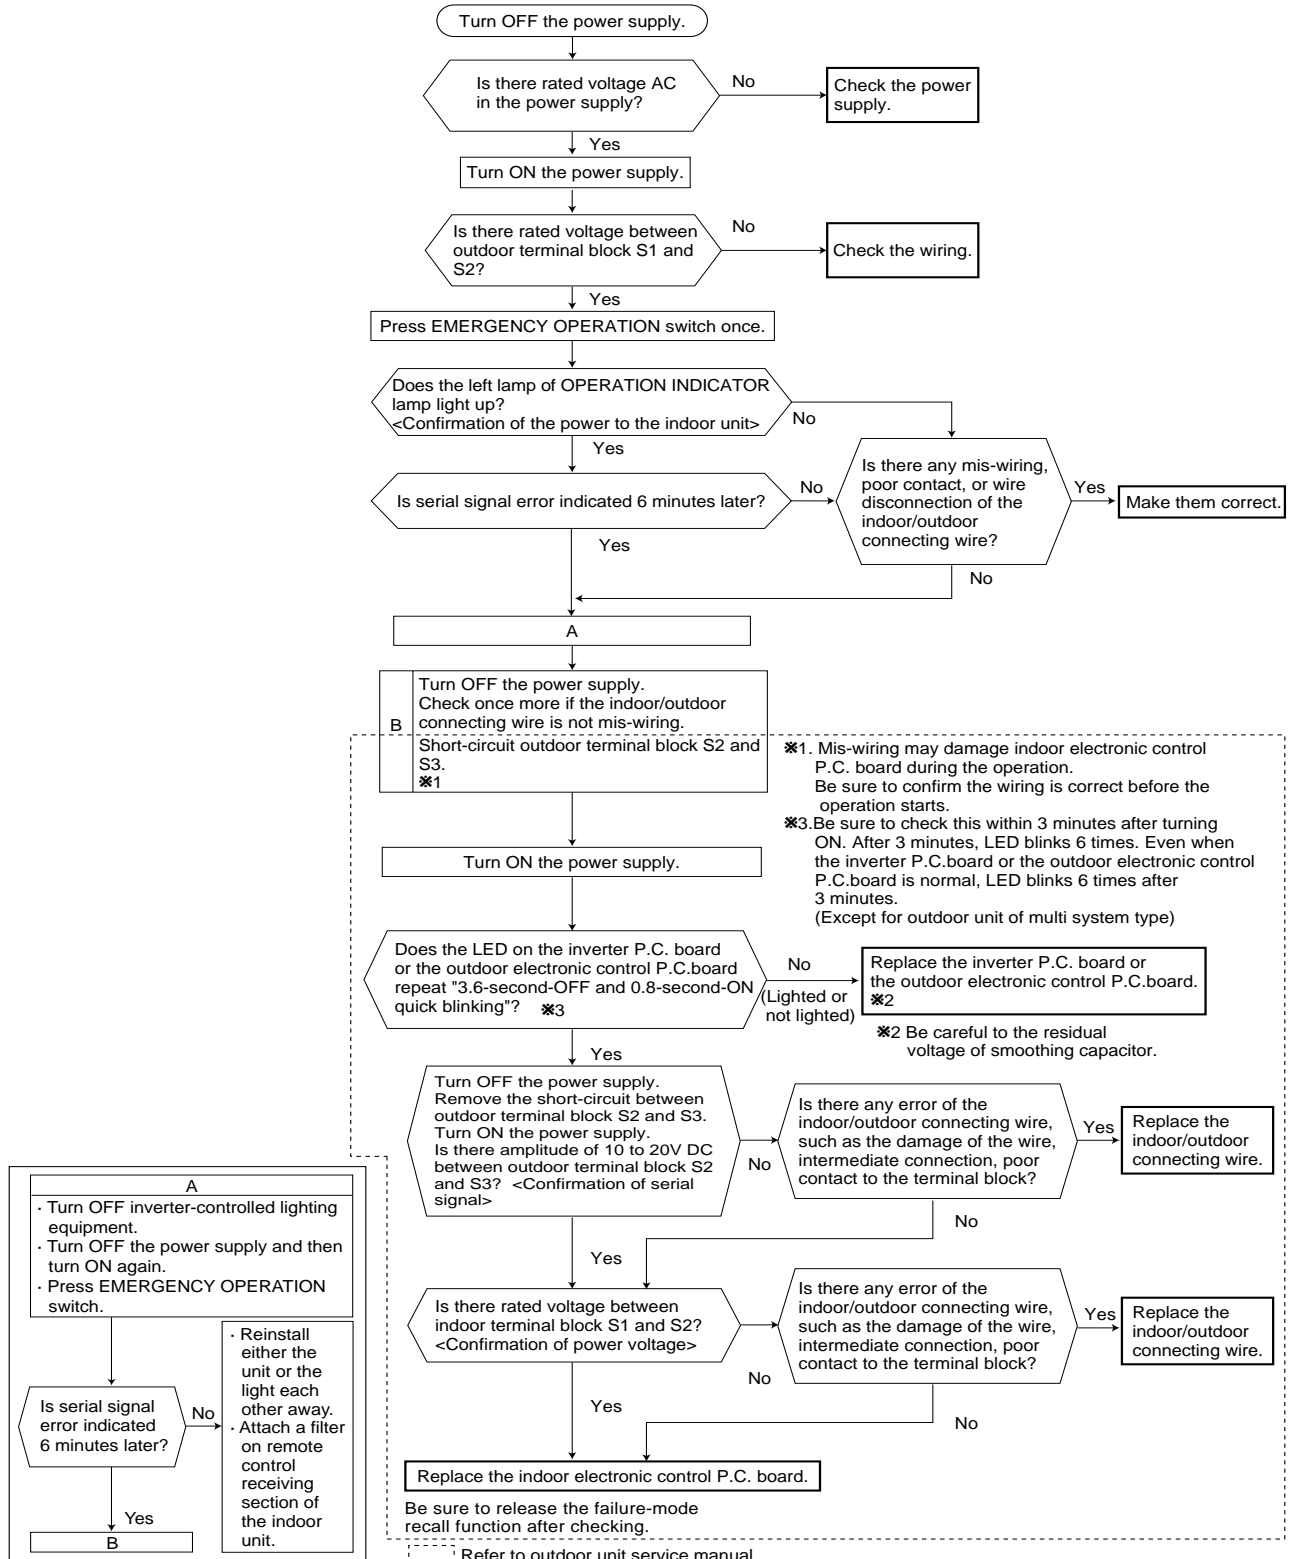 Turn OFF the power supply.
Is there rated voltage AC
in the power supply?
No
Check the power
supply.
Yes
Turn ON the power supply.
Is there rated voltage between
outdoor terminal block S1 and
S2?
No
Check the wiring.
Yes
Press EMERGENCY OPERATION switch once.
Does the left lamp of OPERATION INDICATOR
lamp light up?
<Confirmation of the power to the indoor unit>
No
Yes
Is serial signal error indicated 6 minutes later?
No
Is there any mis-wiring,
poor contact, or wire
disconnection of the
indoor/outdoor
connecting wire?
Yes
Make them correct.
Yes
No
A
B
Turn OFF the power supply.
Check once more if the indoor/outdoor
connecting wire is not mis-wiring.
Short-circuit outdoor terminal block S2 and
S3.
※1
※1. Mis-wiring may damage indoor electronic control
P.C. board during the operation.
Be sure to confirm the wiring is correct before the
operation starts.
※3.Be sure to check this within 3 minutes after turning
ON. After 3 minutes, LED blinks 6 times. Even when
the inverter P.C.board or the outdoor electronic control
P.C.board is normal, LED blinks 6 times after
3 minutes.
(Except for outdoor unit of multi system type)
Turn ON the power supply.
Does the LED on the inverter P.C. board
or the outdoor electronic control P.C.board
repeat "3.6-second-OFF and 0.8-second-ON
quick blinking"? ※3
No
(Lighted or
not lighted)
Replace the inverter P.C. board or
the outdoor electronic control P.C.board.
※2
※2 Be careful to the residual
voltage of smoothing capacitor.
Yes
Turn OFF the power supply.
Remove the short-circuit between
outdoor terminal block S2 and S3.
Turn ON the power supply.
Is there amplitude of 10 to 20V DC
between outdoor terminal block S2
and S3? <Confirmation of serial
signal>
No
Is there any error of the
indoor/outdoor connecting wire,
such as the damage of the wire,
intermediate connection, poor
contact to the terminal block?
Yes
Replace the
indoor/outdoor
connecting wire.
No
Yes
Is there rated voltage between
indoor terminal block S1 and S2?
<Confirmation of power voltage>
No
Is there any error of the
indoor/outdoor connecting wire,
such as the damage of the wire,
intermediate connection, poor
contact to the terminal block?
Yes
Replace the
indoor/outdoor
connecting wire.
No
Yes
Replace the indoor electronic control P.C. board.
Be sure to release the failure-mode
recall function after checking.
Refer to outdoor unit service manual
A
· Turn OFF inverter-controlled lighting
equipment.
· Turn OFF the power supply and then
turn ON again.
· Press EMERGENCY OPERATION
switch.
Is serial signal
error indicated
6 minutes later?
No
· Reinstall
either the
unit or the
light each
other away.
· Attach a filter
on remote
control
receiving
section of
the indoor
unit.
Yes
B